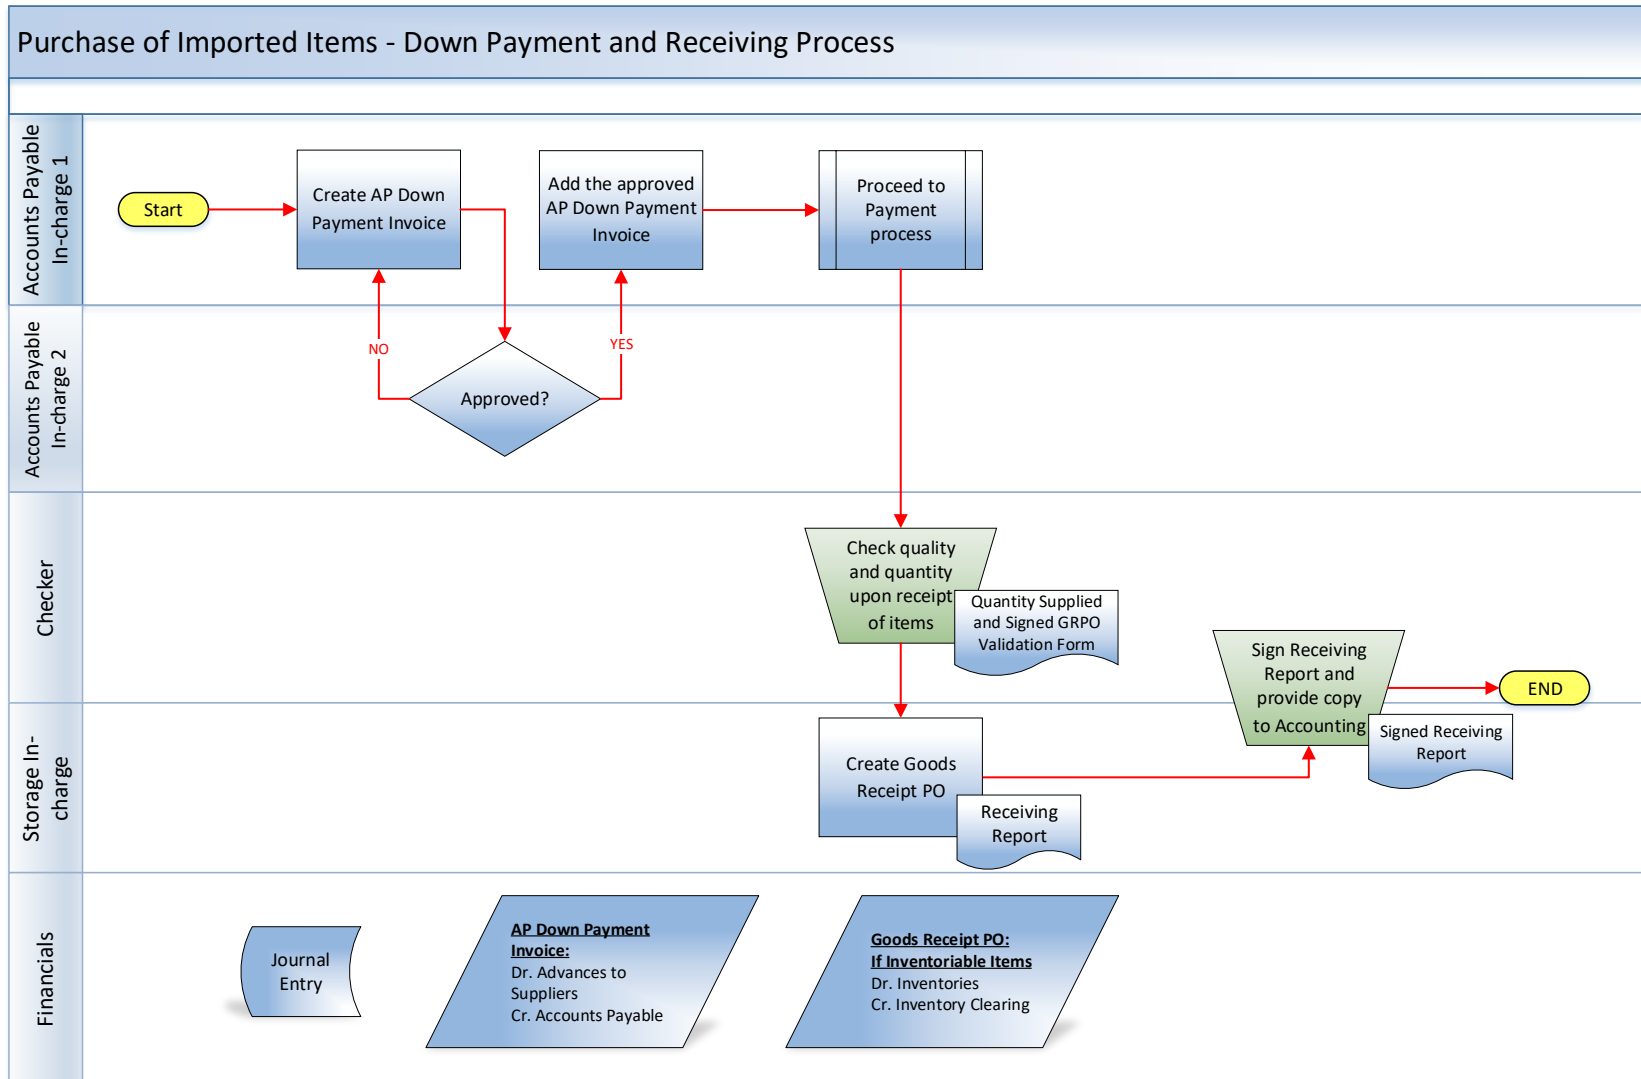 Purchase of Imported Items - Down Payment and Receiving Process
Accounts Payable
In-charge 1
Start
Create AP Down
Payment Invoice
Add the approved
AP Down Payment
Invoice
Proceed to
Payment
process
Accounts Payable
In-charge 2
NO
YES
Approved?
Checker
Check quality
and quantity
upon receipt
of items
Quantity Supplied
and Signed GRPO
Validation Form
Sign Receiving
Report and
provide copy
to Accounting
END
Signed Receiving
Report
Storage In-
charge
Create Goods
Receipt PO
Receiving
Report
Financials
Journal
Entry
AP Down Payment
Invoice:
Dr. Advances to
Suppliers
Cr. Accounts Payable
Goods Receipt PO:
If Inventoriable Items
Dr. Inventories
Cr. Inventory Clearing